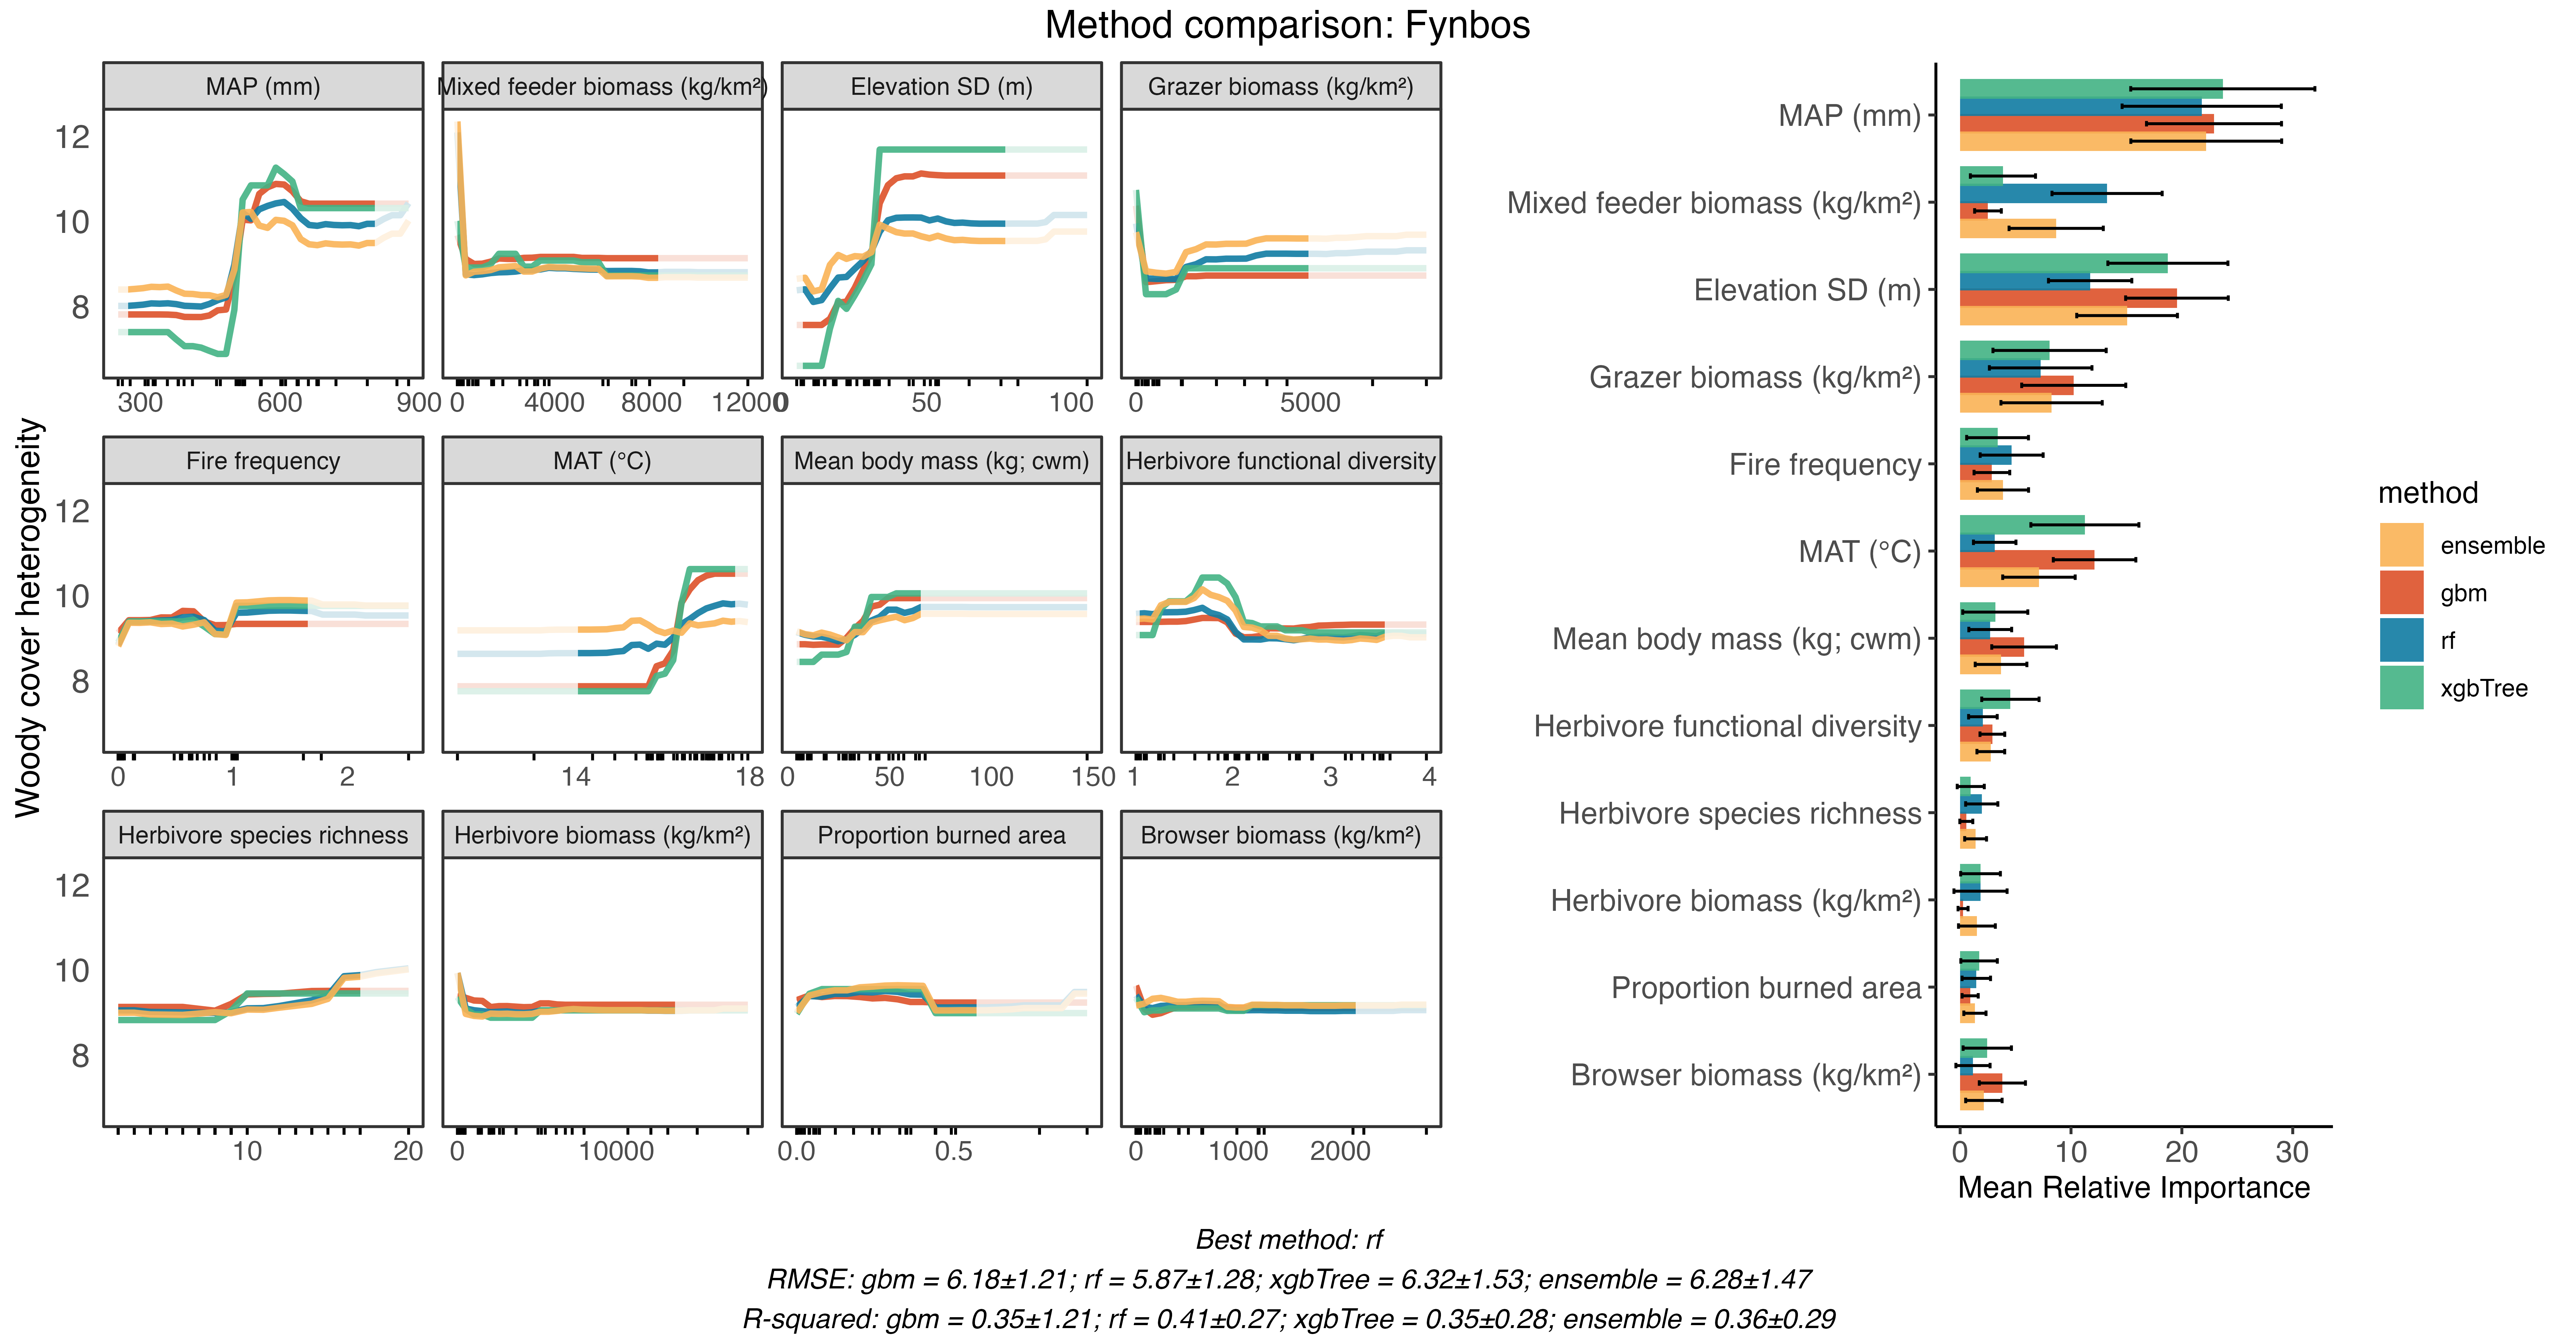 Method comparison: Fynbos
MAP (mm)
Mixed feeder biomass (kg/km²)
Elevation SD (m)
Grazer biomass (kg/km²)
12
10
8
300 600 900
0 4000 8000 12000
0 50 100
0 5000
Fire frequency
MAT (°C)
Mean body mass (kg; cwm)
Herbivore functional diversity
12
10
8
0 1 2
14 18
0 50 100 150
1 2 3 4
Herbivore species richness
Herbivore biomass (kg/km²)
Proportion burned area
Browser biomass (kg/km²)
12
10
8
10 20
0 10000
0.0 0.5
0 1000 2000
Woody cover heterogeneity
MAP (mm)
Mixed feeder biomass (kg/km²)
Elevation SD (m)
Grazer biomass (kg/km²)
Fire frequency
MAT (°C)
Mean body mass (kg; cwm)
Herbivore functional diversity
Herbivore species richness
Herbivore biomass (kg/km²)
Proportion burned area
Browser biomass (kg/km²)
0 10 20 30
Mean Relative Importance
method
ensemble
gbm
rf
xgbTree
Best method: rf
RMSE: gbm = 6.18±1.21; rf = 5.87±1.28; xgbTree = 6.32±1.53; ensemble = 6.28±1.47
R-squared: gbm = 0.35±1.21; rf = 0.41±0.27; xgbTree = 0.35±0.28; ensemble = 0.36±0.29